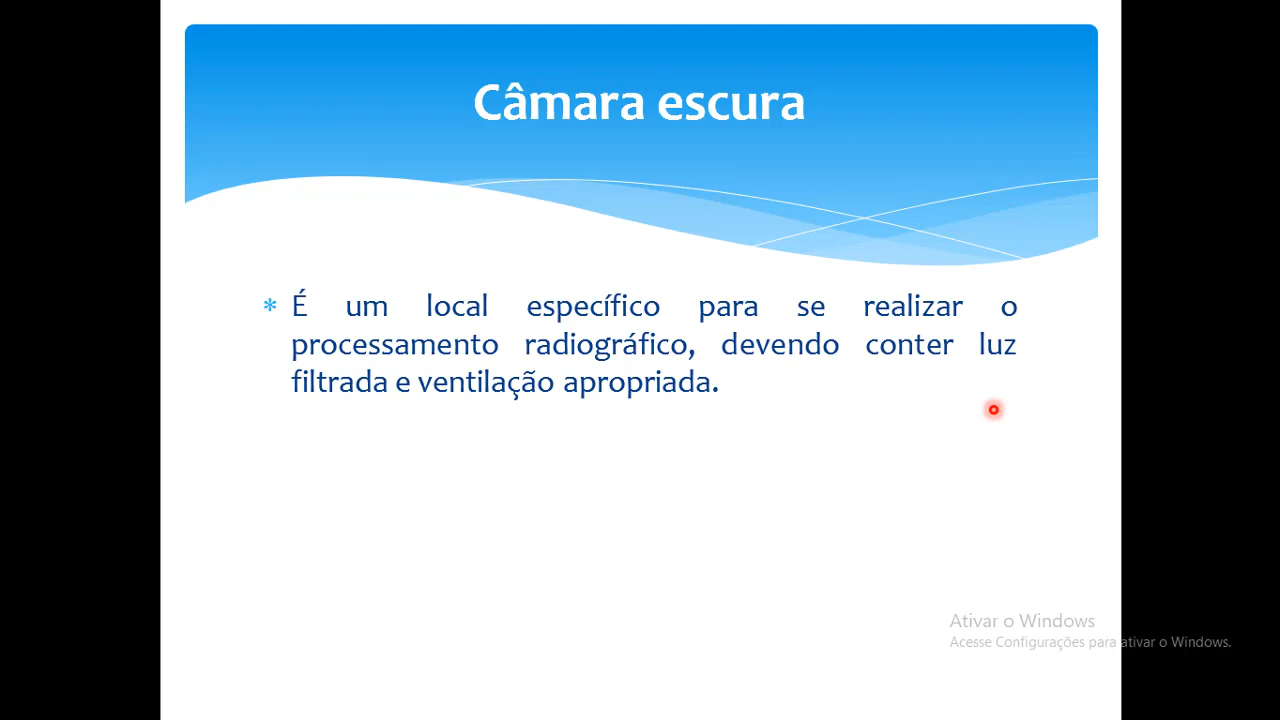 Câmara escura
* É um local específico para se realizar o
processamento radiográfico, devendo conter luz
filtrada e ventilação apropriada.
Ativar o Windows
Acesse Configurações para ativar o Windows.